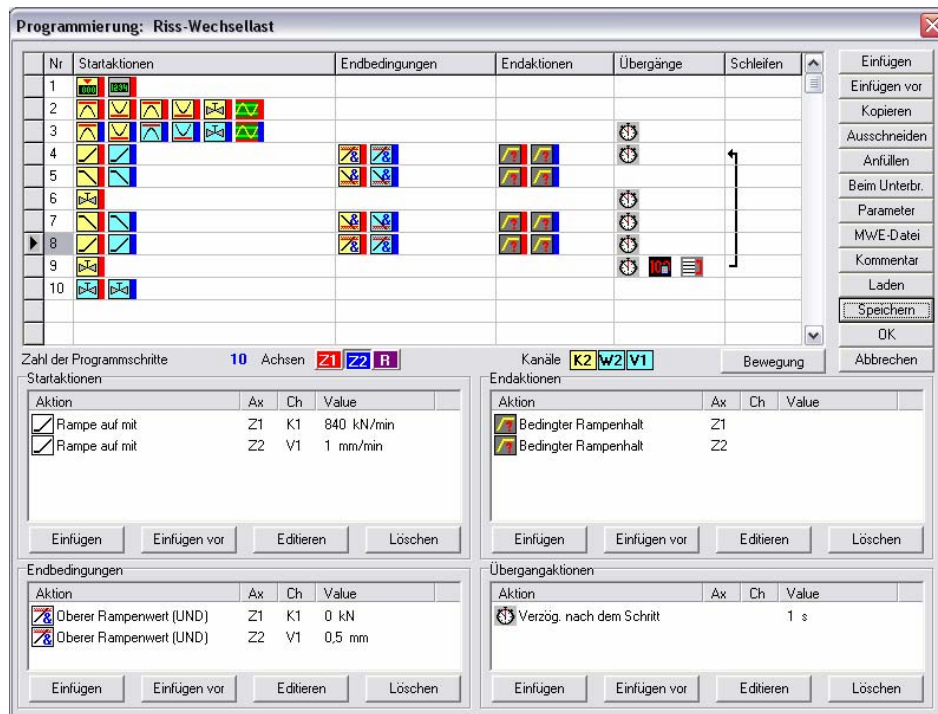 Programmierung: Riss-Wechsellast
Nr Startaktionen Endbedingungen Endaktionen Übergänge Schleifen
1
2
3
4
5
6
7
8
9
10
Einfügen
Einfügen vor
Kopieren
Ausschneiden
Anfüllen
Beim Unterbr.
Parameter
MWE-Datei
Kommentar
Laden
Speichern
OK
Abbrechen
Zahl der Programmschritte 10 Achsen Z1 Z2 R Kanäle K2 W2 V1 Bewegung
Startaktionen
Aktion Ax Ch Value
Rampe auf mit Z1 K1 840 kN/min
Rampe auf mit Z2 V1 1 mm/min
Einfügen Einfügen vor Editieren Löschen
Endaktionen
Aktion Ax Ch Value
Bedingter Rampenhalt Z1
Bedingter Rampenhalt Z2
Einfügen Einfügen vor Editieren Löschen
Endbedingungen
Aktion Ax Ch Value
Oberer Rampenwert (UND) Z1 K1 0 kN
Oberer Rampenwert (UND) Z2 V1 0,5 mm
Einfügen Einfügen vor Editieren Löschen
Übergangaktionen
Aktion Ax Ch Value
Verzög. nach dem Schritt 1 s
Einfügen Einfügen vor Editieren Löschen